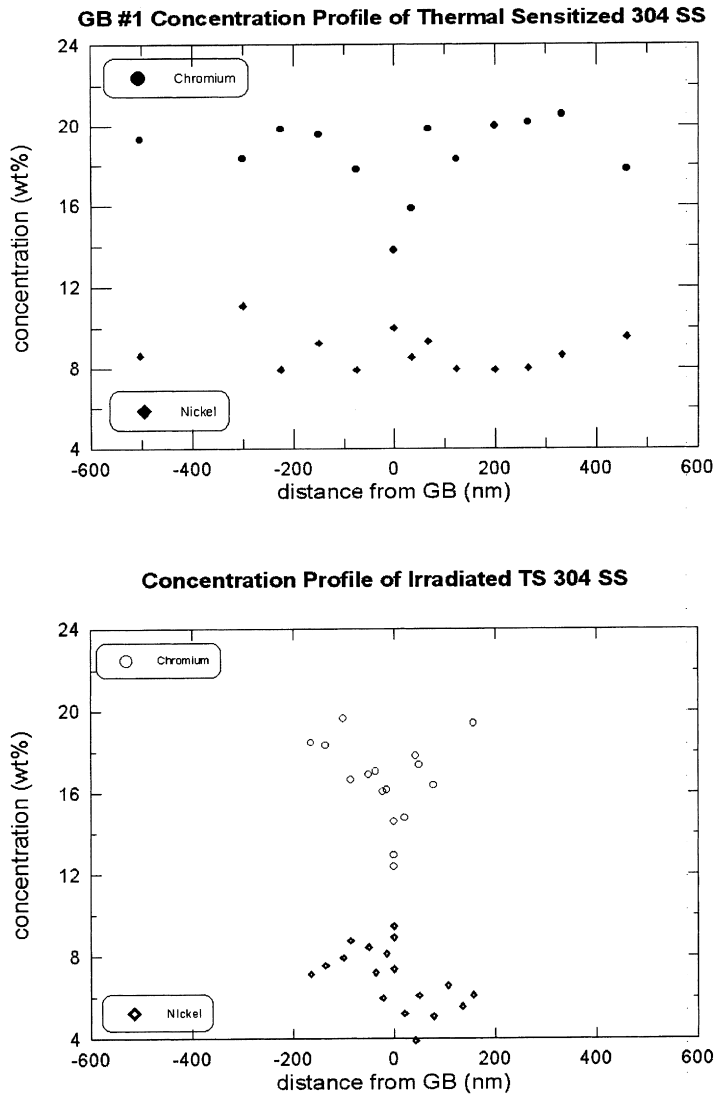 GB #1 Concentration Profile of Thermal Sensitized 304 SS
24
Chromium
20
16
12
8
Nickel
4
concentration (wt%)
-600 -400 -200 0 200 400 600
distance from GB (nm)
Concentration Profile of Irradiated TS 304 SS
24
Chromium
20
16
12
8
Nickel
4
concentration (wt%)
-600 -400 -200 0 200 400 600
distance from GB (nm)